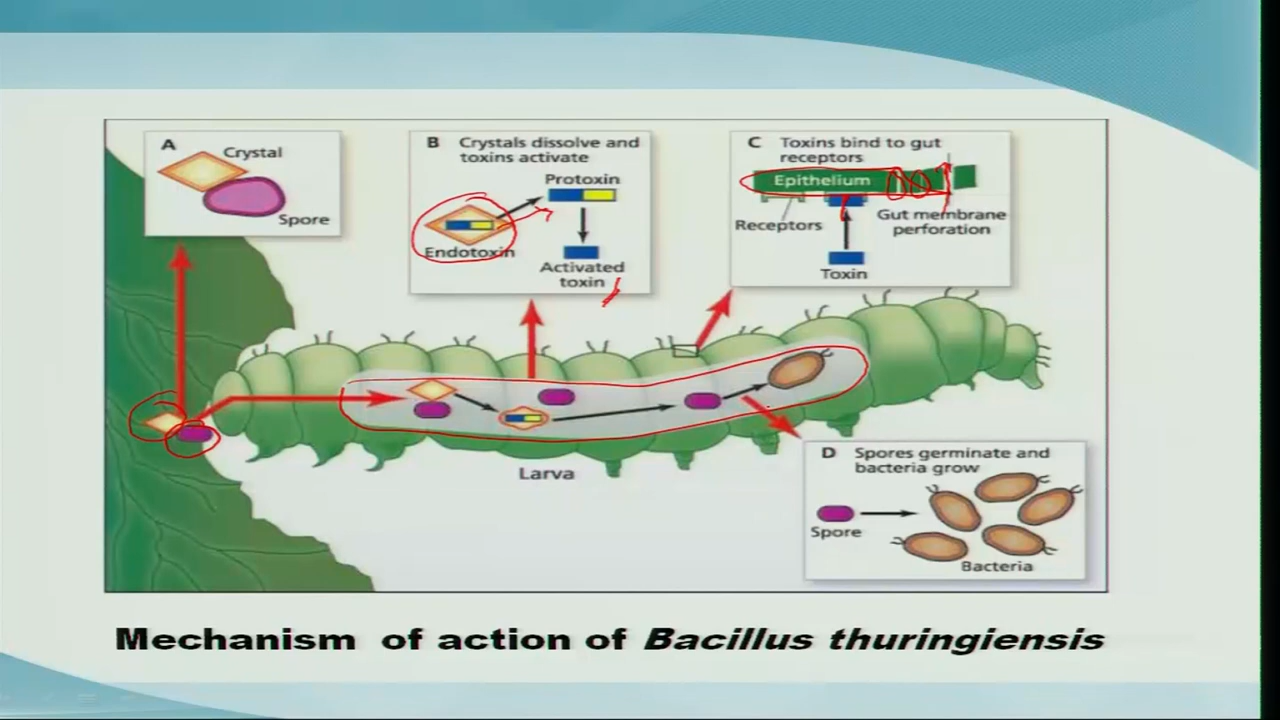 A
Crystal
Spore
B Crystals dissolve and
toxins activate
Protoxin
Endotoxin
Activated
toxin
C Toxins bind to gut
receptors
Epithelium
Receptors
Gut membrane
perforation
Toxin
Larva
D Spores germinate and
bacteria grow
Spore
Bacteria
Mechanism of action of Bacillus thuringiensis